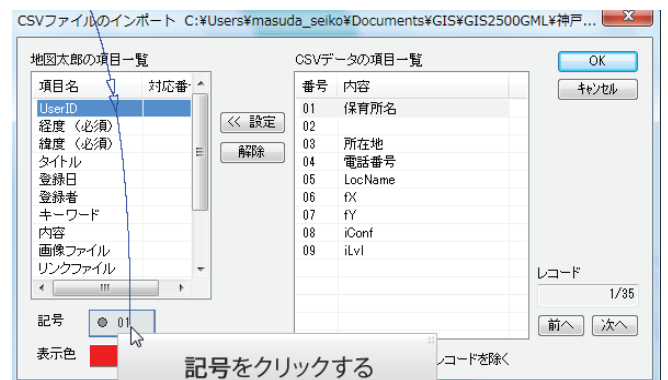 CSVファイルのインポート C:¥Users¥masuda_seiko¥Documents¥GIS¥GIS2500GML¥神戸...
地図太郎の項目一覧
項目名 対応番
UserID
経度（必須）
緯度（必須）
タイトル
登録日
登録者
キーワード
内容
画像ファイル
リンクファイル
<< 設定
解除
CSVデータの項目一覧
番号 内容
01 保育所名
02
03 所在地
04 電話番号
05 LocName
06 fX
07 fY
08 iConf
09 iLvl
OK
キャンセル
レコード
1/35
前へ 次へ
記号 01
表示色
記号をクリックする
レコードを除く